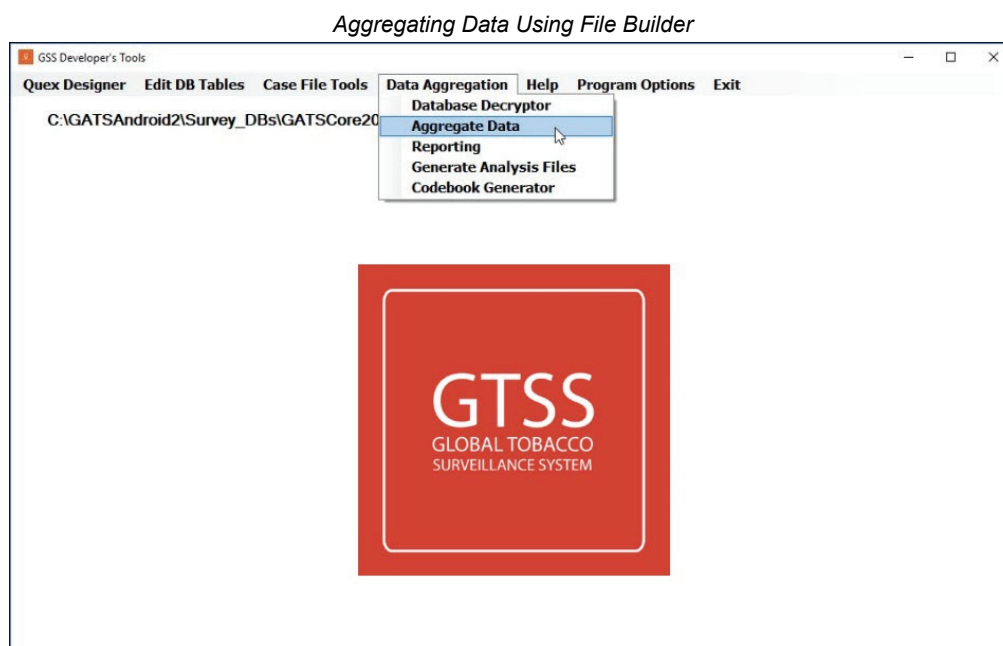 Aggregating Data Using File Builder
GSS Developer's Tools
Quex Designer Edit DB Tables Case File Tools Data Aggregation Help Program Options Exit
C:\GATSAndroid2\Survey_DBs\GATSCore20
Database Decryptor
Aggregate Data
Reporting
Generate Analysis Files
Codebook Generator
GTSS
GLOBAL TOBACCO
SURVEILLANCE SYSTEM